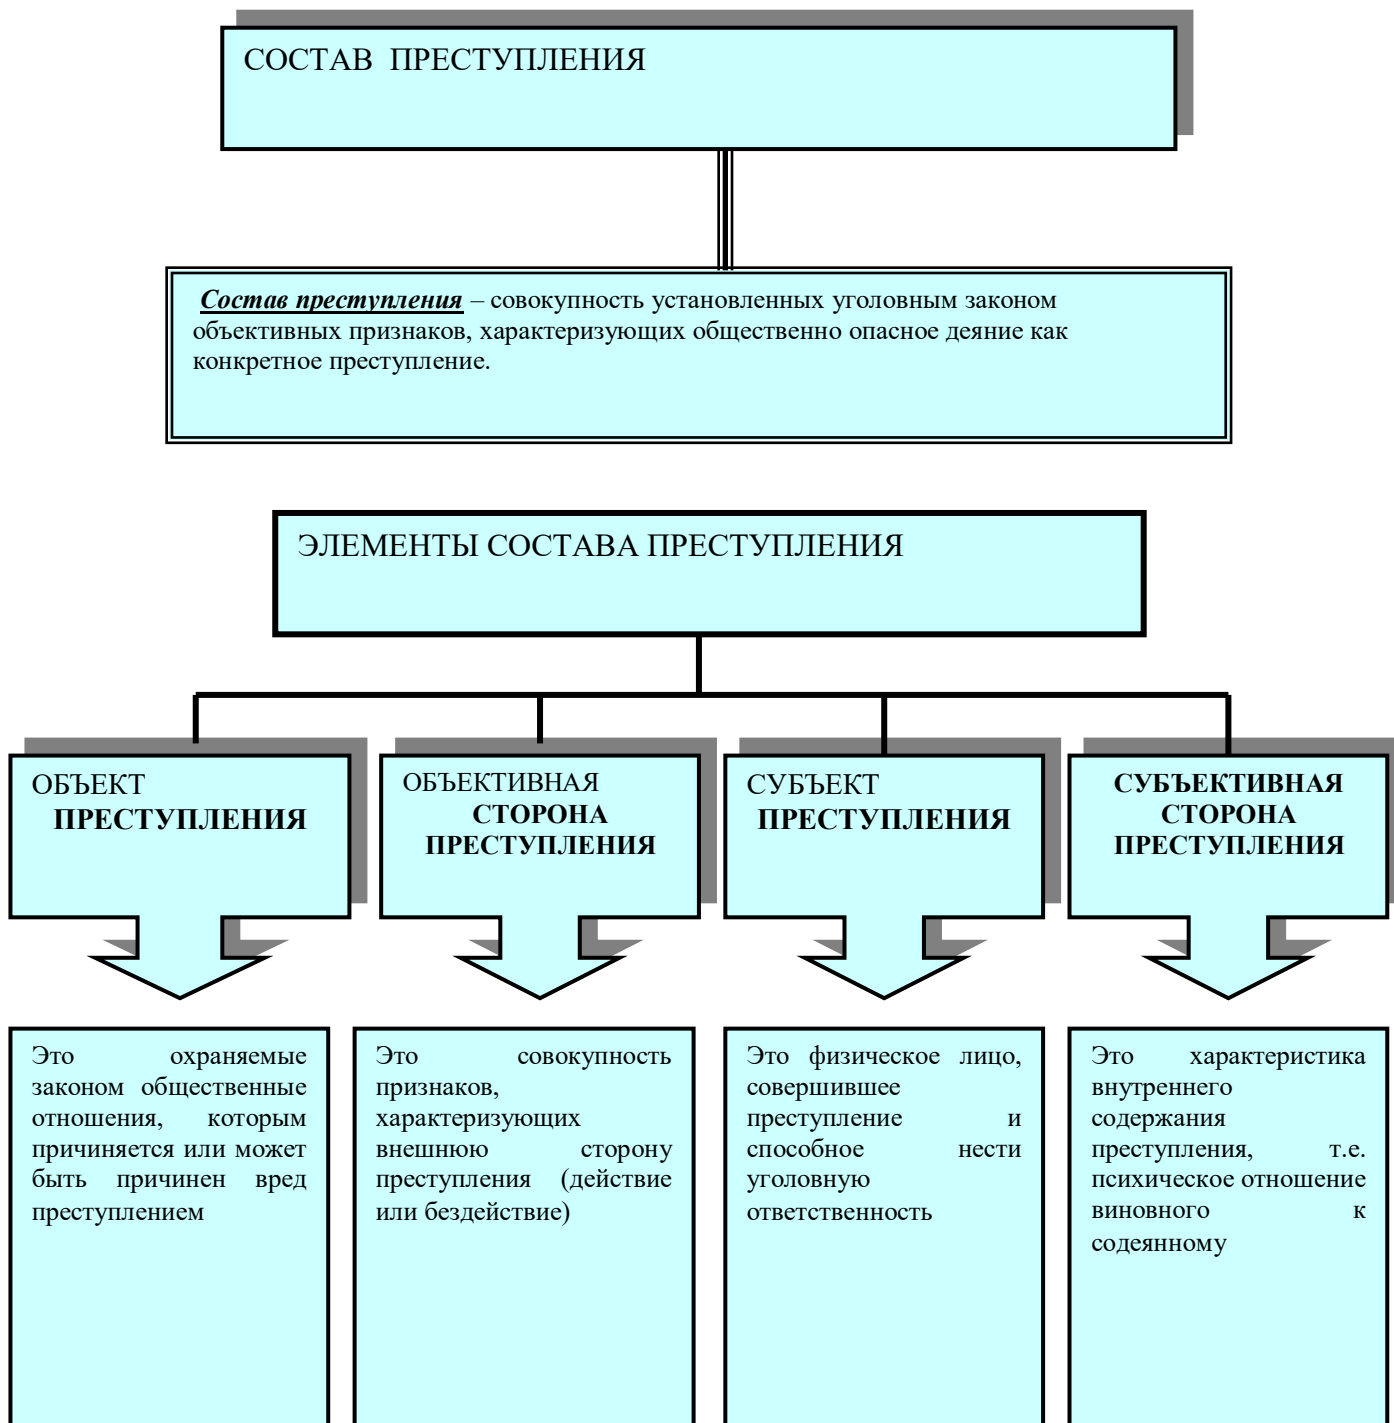 СОСТАВ ПРЕСТУПЛЕНИЯ
Состав преступления – совокупность установленных уголовным законом
объективных признаков, характеризующих общественно опасное деяние как
конкретное преступление.
ЭЛЕМЕНТЫ СОСТАВА ПРЕСТУПЛЕНИЯ
ОБЪЕКТ
ПРЕСТУПЛЕНИЯ
ОБЪЕКТИВНАЯ
СТОРОНА
ПРЕСТУПЛЕНИЯ
СУБЪЕКТ
ПРЕСТУПЛЕНИЯ
СУБЪЕКТИВНАЯ
СТОРОНА
ПРЕСТУПЛЕНИЯ
Это охраняемые
законом общественные
отношения, которым
причиняется или может
быть причинен вред
преступлением
Это совокупность
признаков,
характеризующих
внешнюю сторону
преступления (действие
или бездействие)
Это физическое лицо,
совершившее
преступление и
способное нести
уголовную
ответственность
Это характеристика
внутреннего
содержания
преступления, т.е.
психическое отношение
виновного к
содеянному